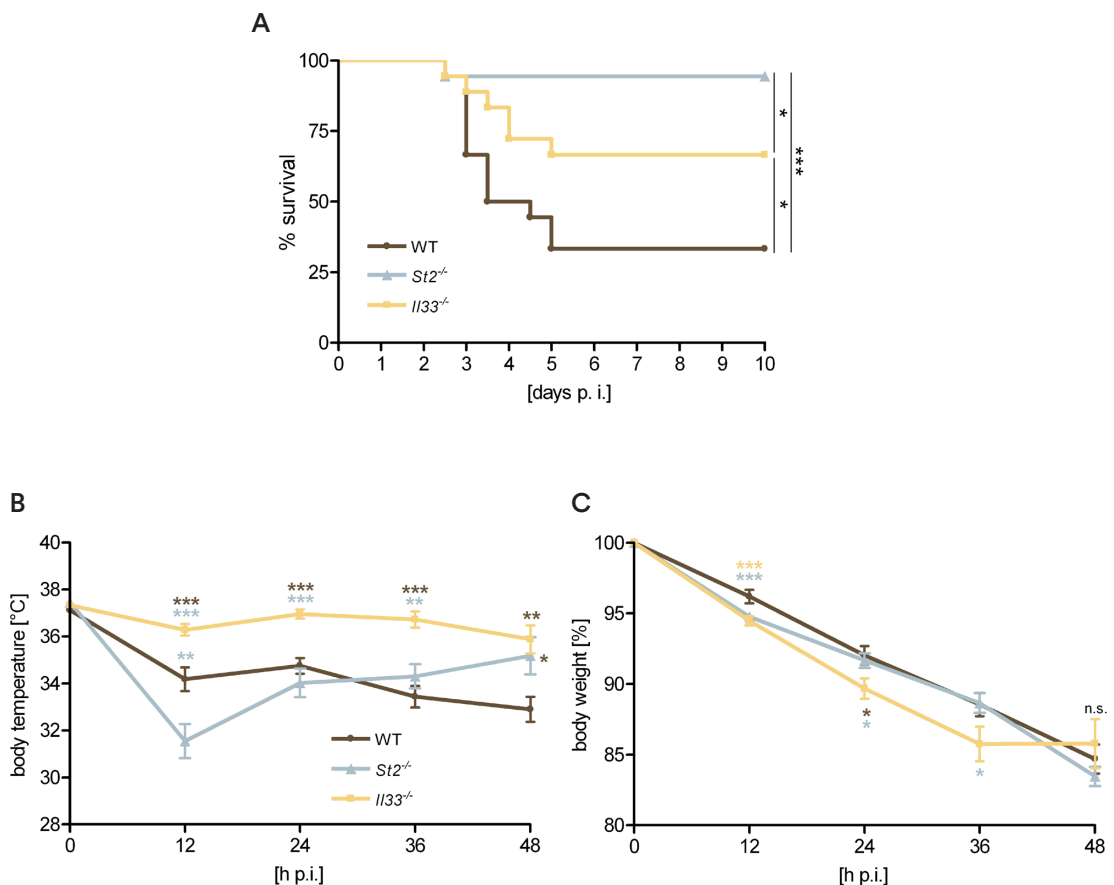 A
% survival
100
75
50
25
0
WT
St2-/-
Il33-/-
0 1 2 3 4 5 6 7 8 9 10
[days p. i.]
*
***
*
B
body temperature [°C]
40
38
36
34
32
30
28
***
***
**
***
***
***
**
**
*
WT
St2-/-
Il33-/-
0 12 24 36 48
[h p.i.]
C
body weight [%]
100
95
90
85
80
***
***
*
*
*
n.s.
0 12 24 36 48
[h p.i.]